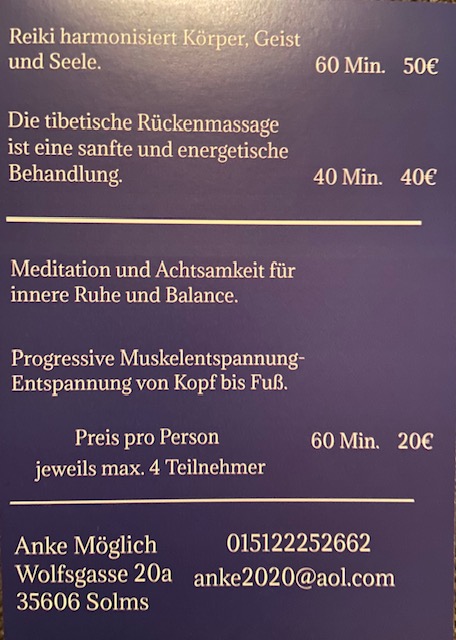 Reiki harmonisiert Körper, Geist
und Seele. 60 Min. 50€
Die tibetische Rückenmassage
ist eine sanfte und energetische
Behandlung. 40 Min. 40€
Meditation und Achtsamkeit für
innere Ruhe und Balance.
Progressive Muskelentspannung-
Entspannung von Kopf bis Fuß.
Preis pro Person 60 Min. 20€
jeweils max. 4 Teilnehmer
Anke Möglich 015122252662
Wolfsgasse 20a anke2020@aol.com
35606 Solms